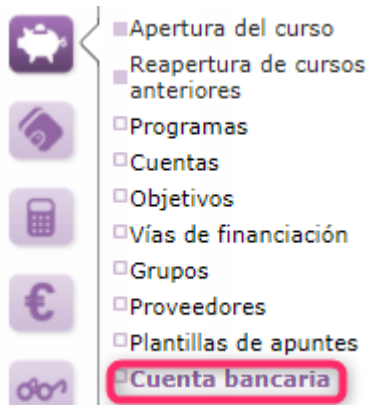 Apertura del curso
Reapertura de cursos
anteriores
Programas
Cuentas
Objetivos
Vías de financiación
Grupos
Proveedores
Plantillas de apuntes
Cuenta bancaria